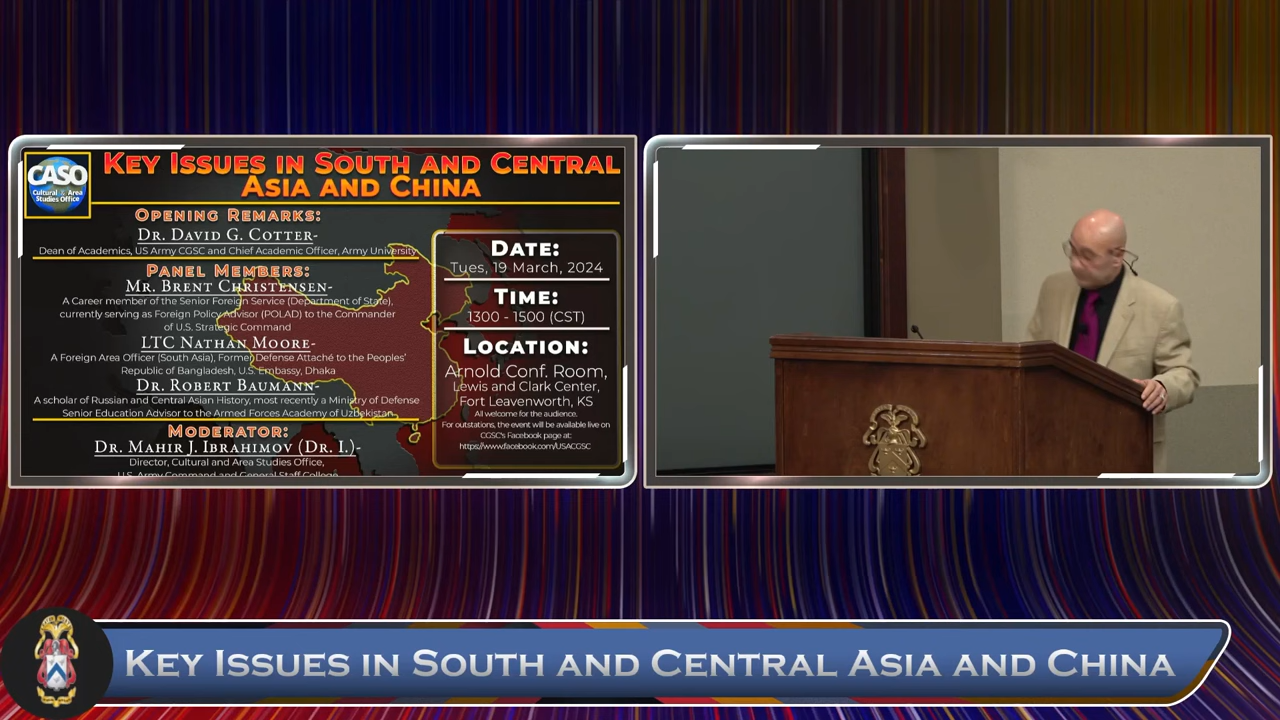 CASO
Cultural & Area
Studies Office
Key Issues in South and Central
Asia and China
Opening Remarks:
Dr. David G. Cotter-
Dean of Academics, US Army CGSC and Chief Academic Officer, Army University
Panel Members:
Mr. Brent Christensen-
A Career member of the Senior Foreign Service (Department of State),
currently serving as Foreign Policy Advisor (POLAD) to the Commander
of U.S. Strategic Command
LTC Nathan Moore-
A Foreign Area Officer (South Asia), Former Defense Attaché to the Peoples'
Republic of Bangladesh, U.S. Embassy, Dhaka
Dr. Robert Baumann-
A scholar of Russian and Central Asian History, most recently a Ministry of Defense
Senior Education Advisor to the Armed Forces Academy of Uzbekistan
Moderator:
Dr. Mahir J. Ibrahimov (Dr. I.)-
Director, Cultural and Area Studies Office,
U.S. Army Command and General Staff College
Date:
Tues, 19 March, 2024
Time:
1300 - 1500 (CST)
Location:
Arnold Conf. Room,
Lewis and Clark Center,
Fort Leavenworth, KS
All welcome for the audience.
For outstations, the event will be available live on
CGSC's Facebook page at:
https://www.facebook.com/USACGSC
Key Issues in South and Central Asia and China